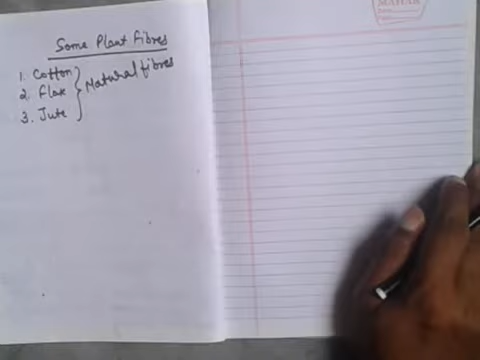 Some Plant Fibres
1. Cotton
2. Flax
3. Jute
} Natural fibres